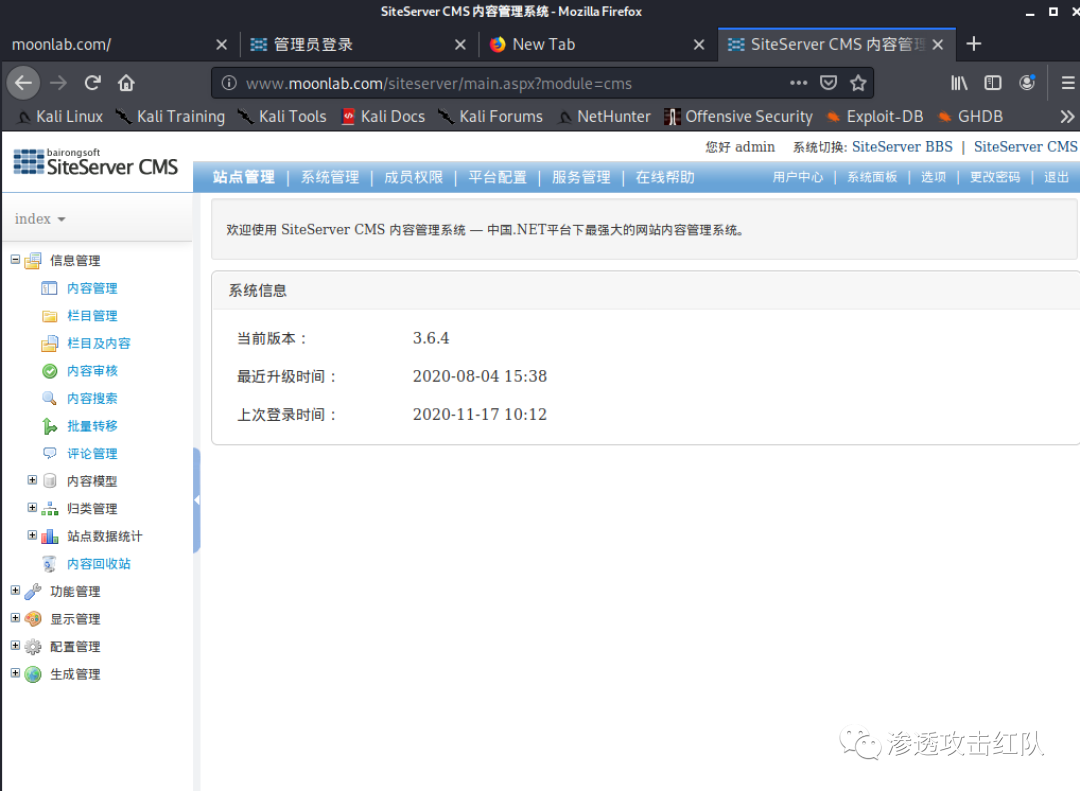 SiteServer CMS 内容管理系统 - Mozilla Firefox
moonlab.com/ 管理员登录 New Tab SiteServer CMS 内容管理
www.moonlab.com/siteserver/main.aspx?module=cms
Kali Linux Kali Training Kali Tools Kali Docs Kali Forums NetHunter Offensive Security Exploit-DB GHDB
您好 admin 系统切换: SiteServer BBS | SiteServer CMS
bairongsoft
SiteServer CMS
站点管理 | 系统管理 | 成员权限 | 平台配置 | 服务管理 | 在线帮助 用户中心 | 系统面板 | 选项 | 更改密码 | 退出
index
欢迎使用 SiteServer CMS 内容管理系统 — 中国.NET平台下最强大的网站内容管理系统。
系统信息
当前版本： 3.6.4
最近升级时间： 2020-08-04 15:38
上次登录时间： 2020-11-17 10:12
信息管理
内容管理
栏目管理
栏目及内容
内容审核
内容搜索
批量转移
评论管理
内容模型
归类管理
站点数据统计
内容回收站
功能管理
显示管理
配置管理
生成管理
渗透攻击红队